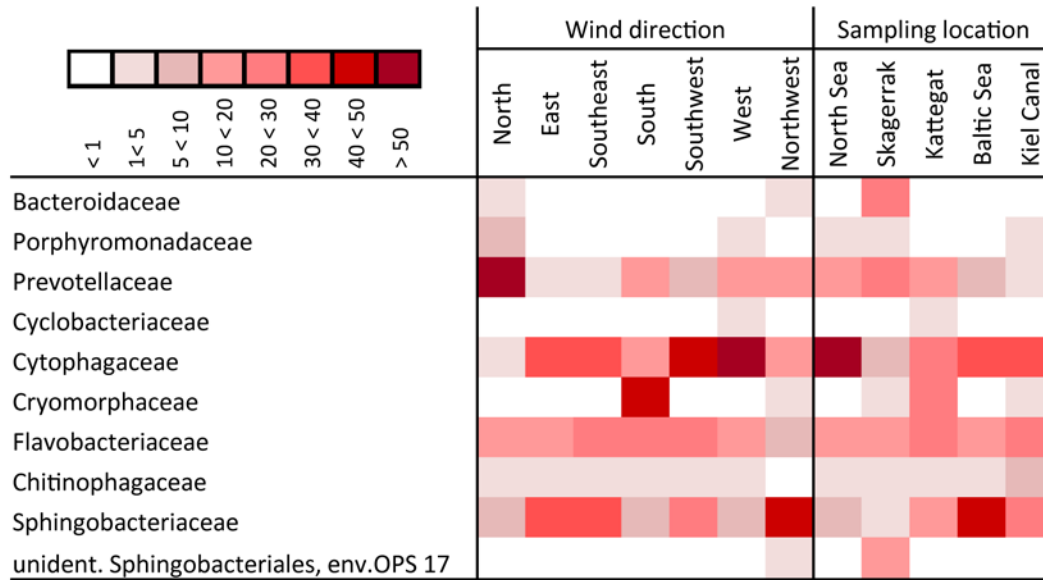 Wind direction Sampling location
< 1 1< 5 5 < 10 10 < 20 20 < 30 30 < 40 40 < 50 > 50 North East Southeast South Southwest West Northwest North Sea Skagerrak Kattegat Baltic Sea Kiel Canal
Bacteroidaceae
Porphyromonadaceae
Prevotellaceae
Cyclobacteriaceae
Cytophagaceae
Cryomorphaceae
Flavobacteriaceae
Chitinophagaceae
Sphingobacteriaceae
unident. Sphingobacteriales, env.OPS 17